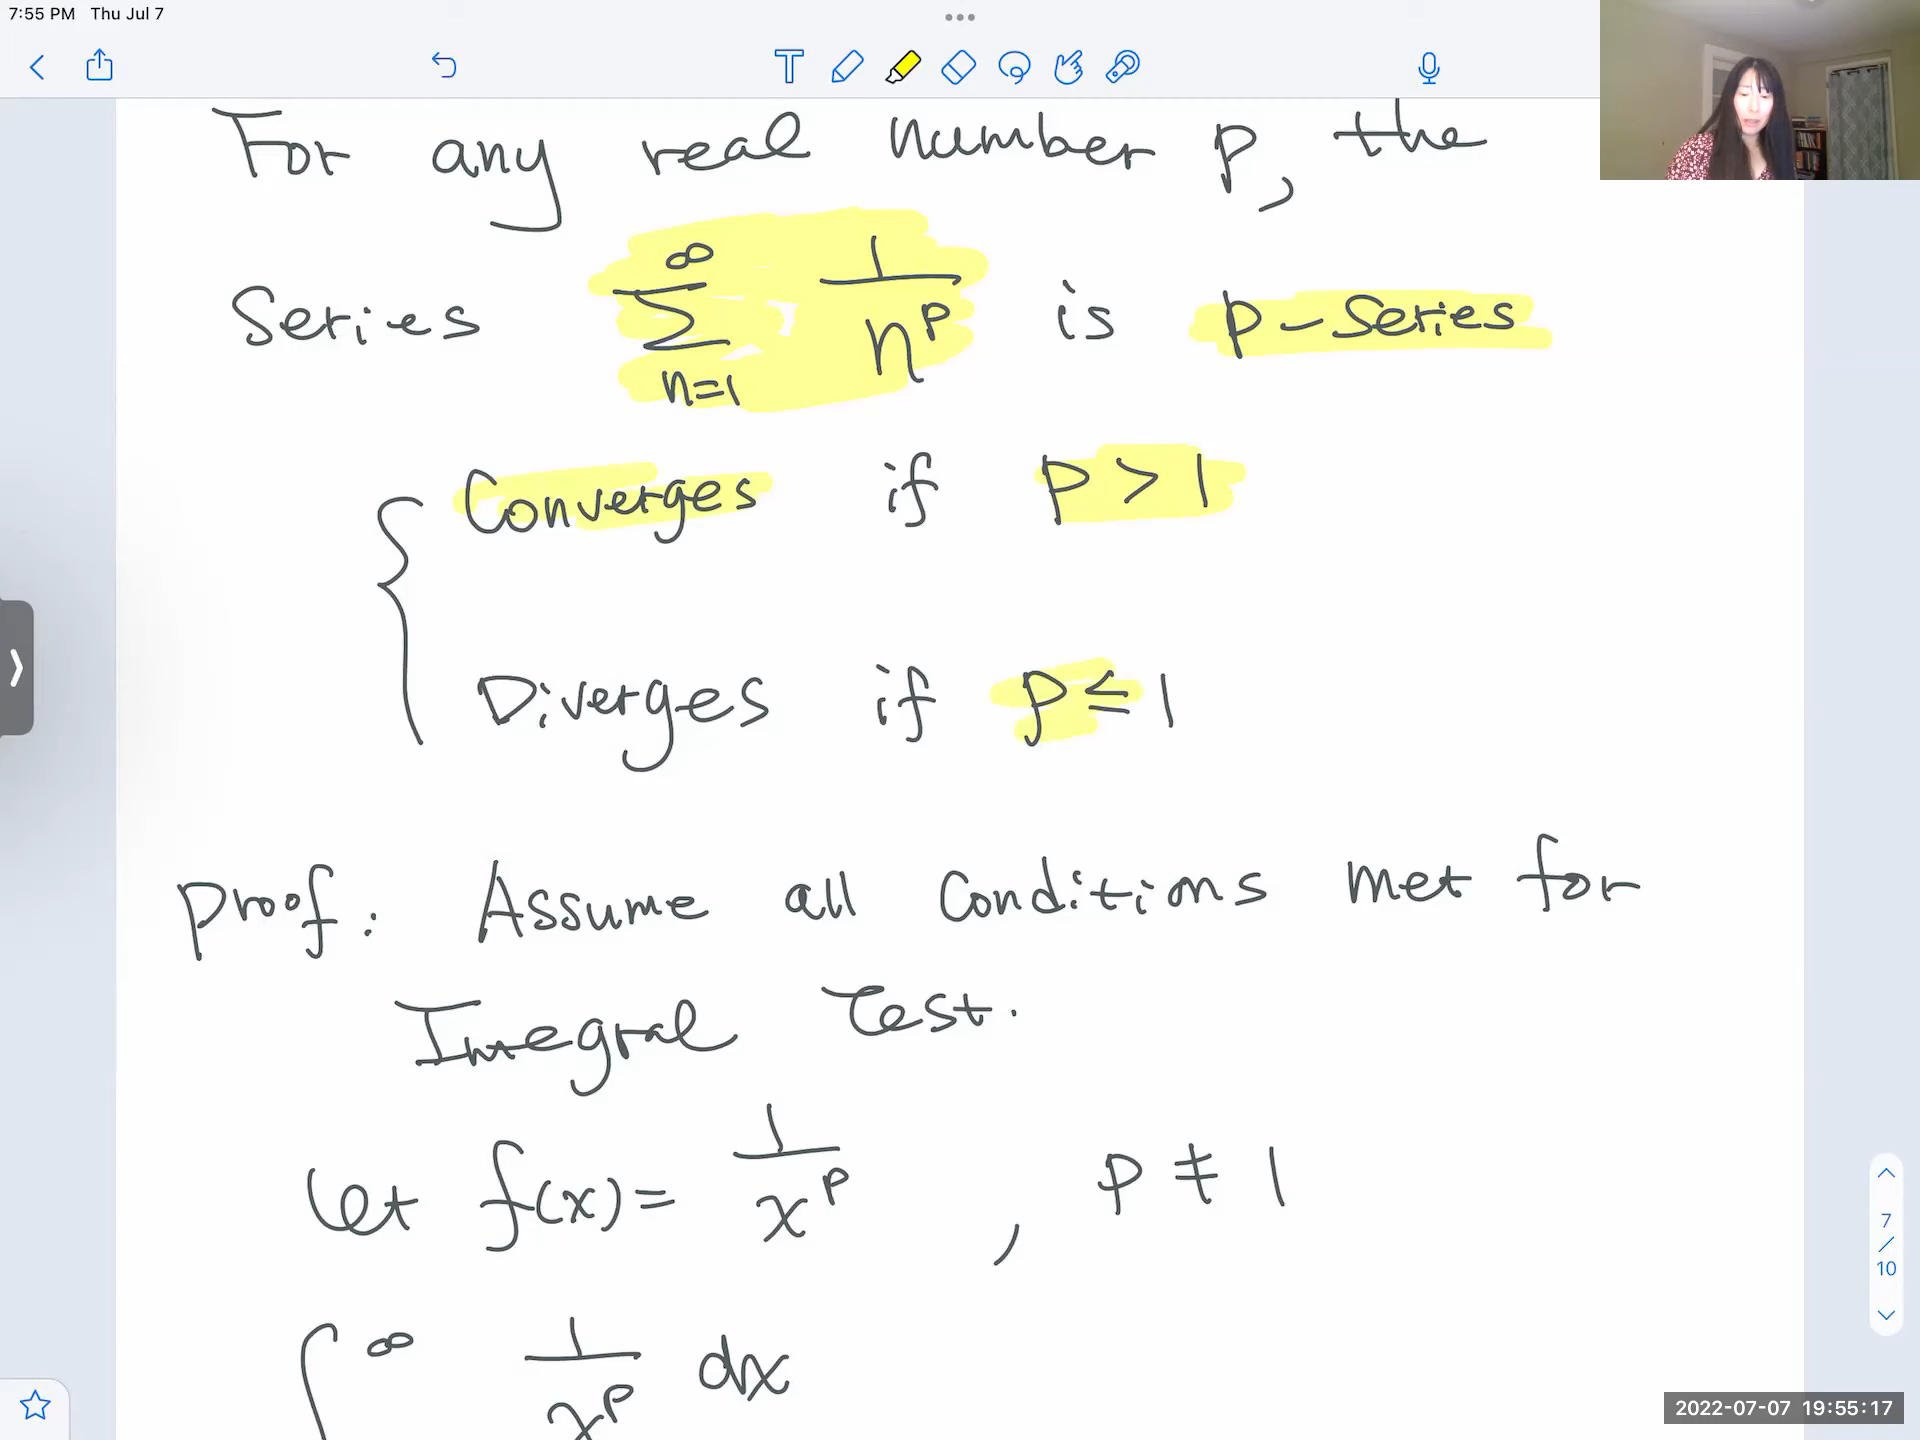 7:55 PM Thu Jul 7
For any real number p, the
Series ∞ Σ n=1 1/n^p is p-Series
Converges if p > 1
Diverges if p ≤ 1
Proof: Assume all conditions met for
Integral Test.
let f(x) = 1/x^p , p ≠ 1
∫ ∞ 1/x^p dx
7
/
10
2022-07-07 19:55:17